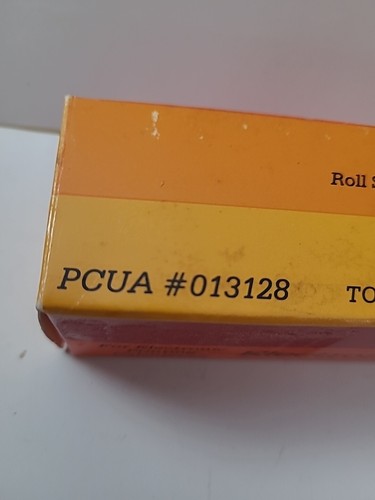 Roll S
PCUA #013128
TO